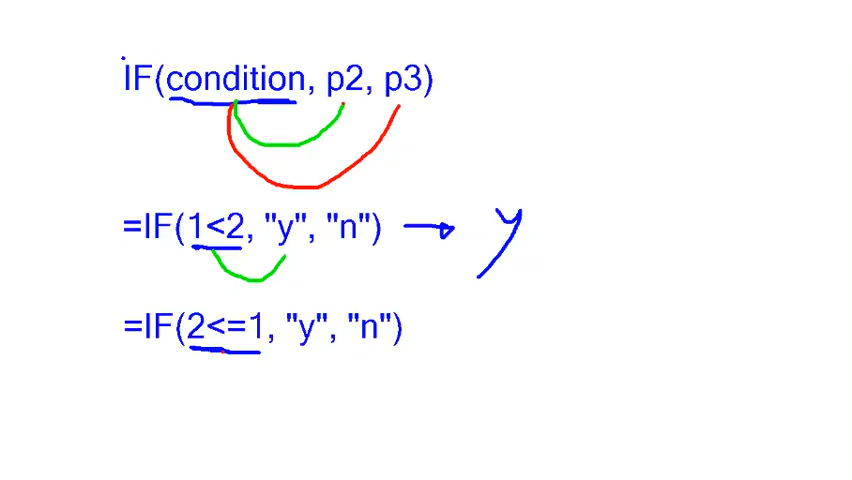 IF(condition, p2, p3)
=IF(1<2, "y", "n") → y
=IF(2<=1, "y", "n")